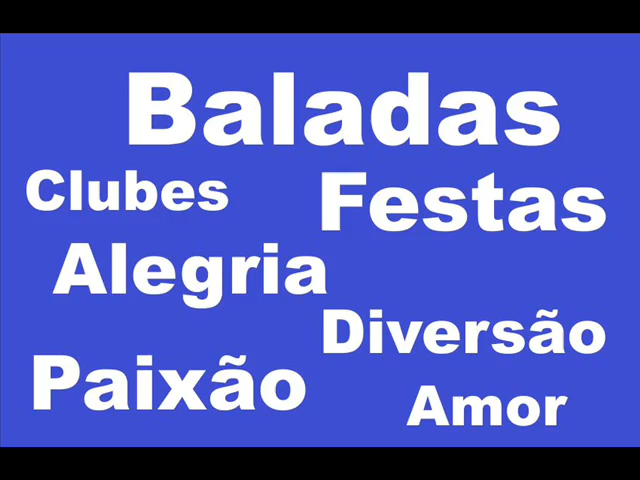 Baladas
Clubes
Festas
Alegria
Diversão
Paixão
Amor